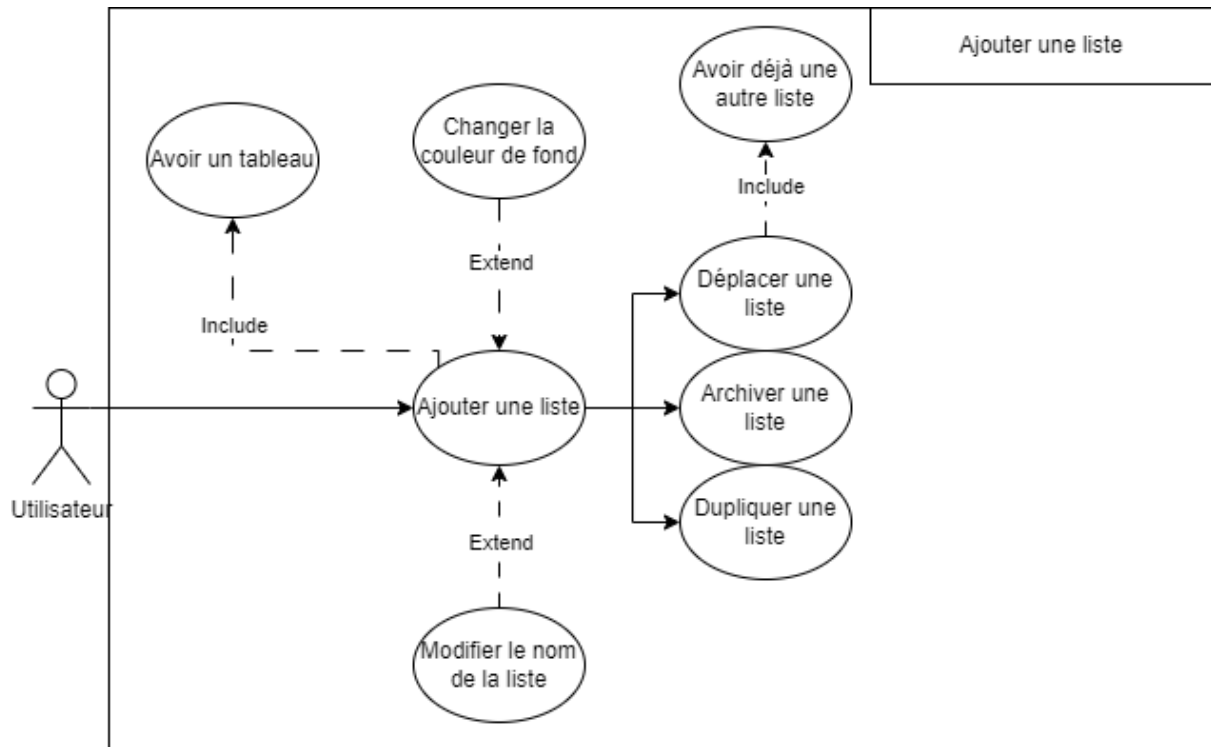 Ajouter une liste
Avoir déjà une
autre liste
Changer la
couleur de fond
Avoir un tableau
Include
Extend
Déplacer une
liste
Include
Ajouter une liste
Archiver une
liste
Utilisateur
Dupliquer une
liste
Extend
Modifier le nom
de la liste